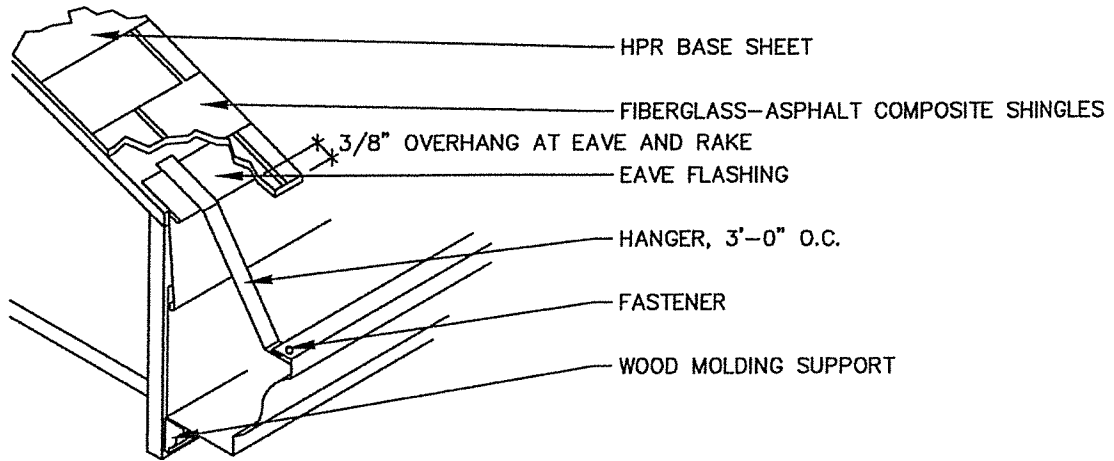 HPR BASE SHEET
FIBERGLASS-ASPHALT COMPOSITE SHINGLES
3/8" OVERHANG AT EAVE AND RAKE
EAVE FLASHING
HANGER, 3'-0" O.C.
FASTENER
WOOD MOLDING SUPPORT